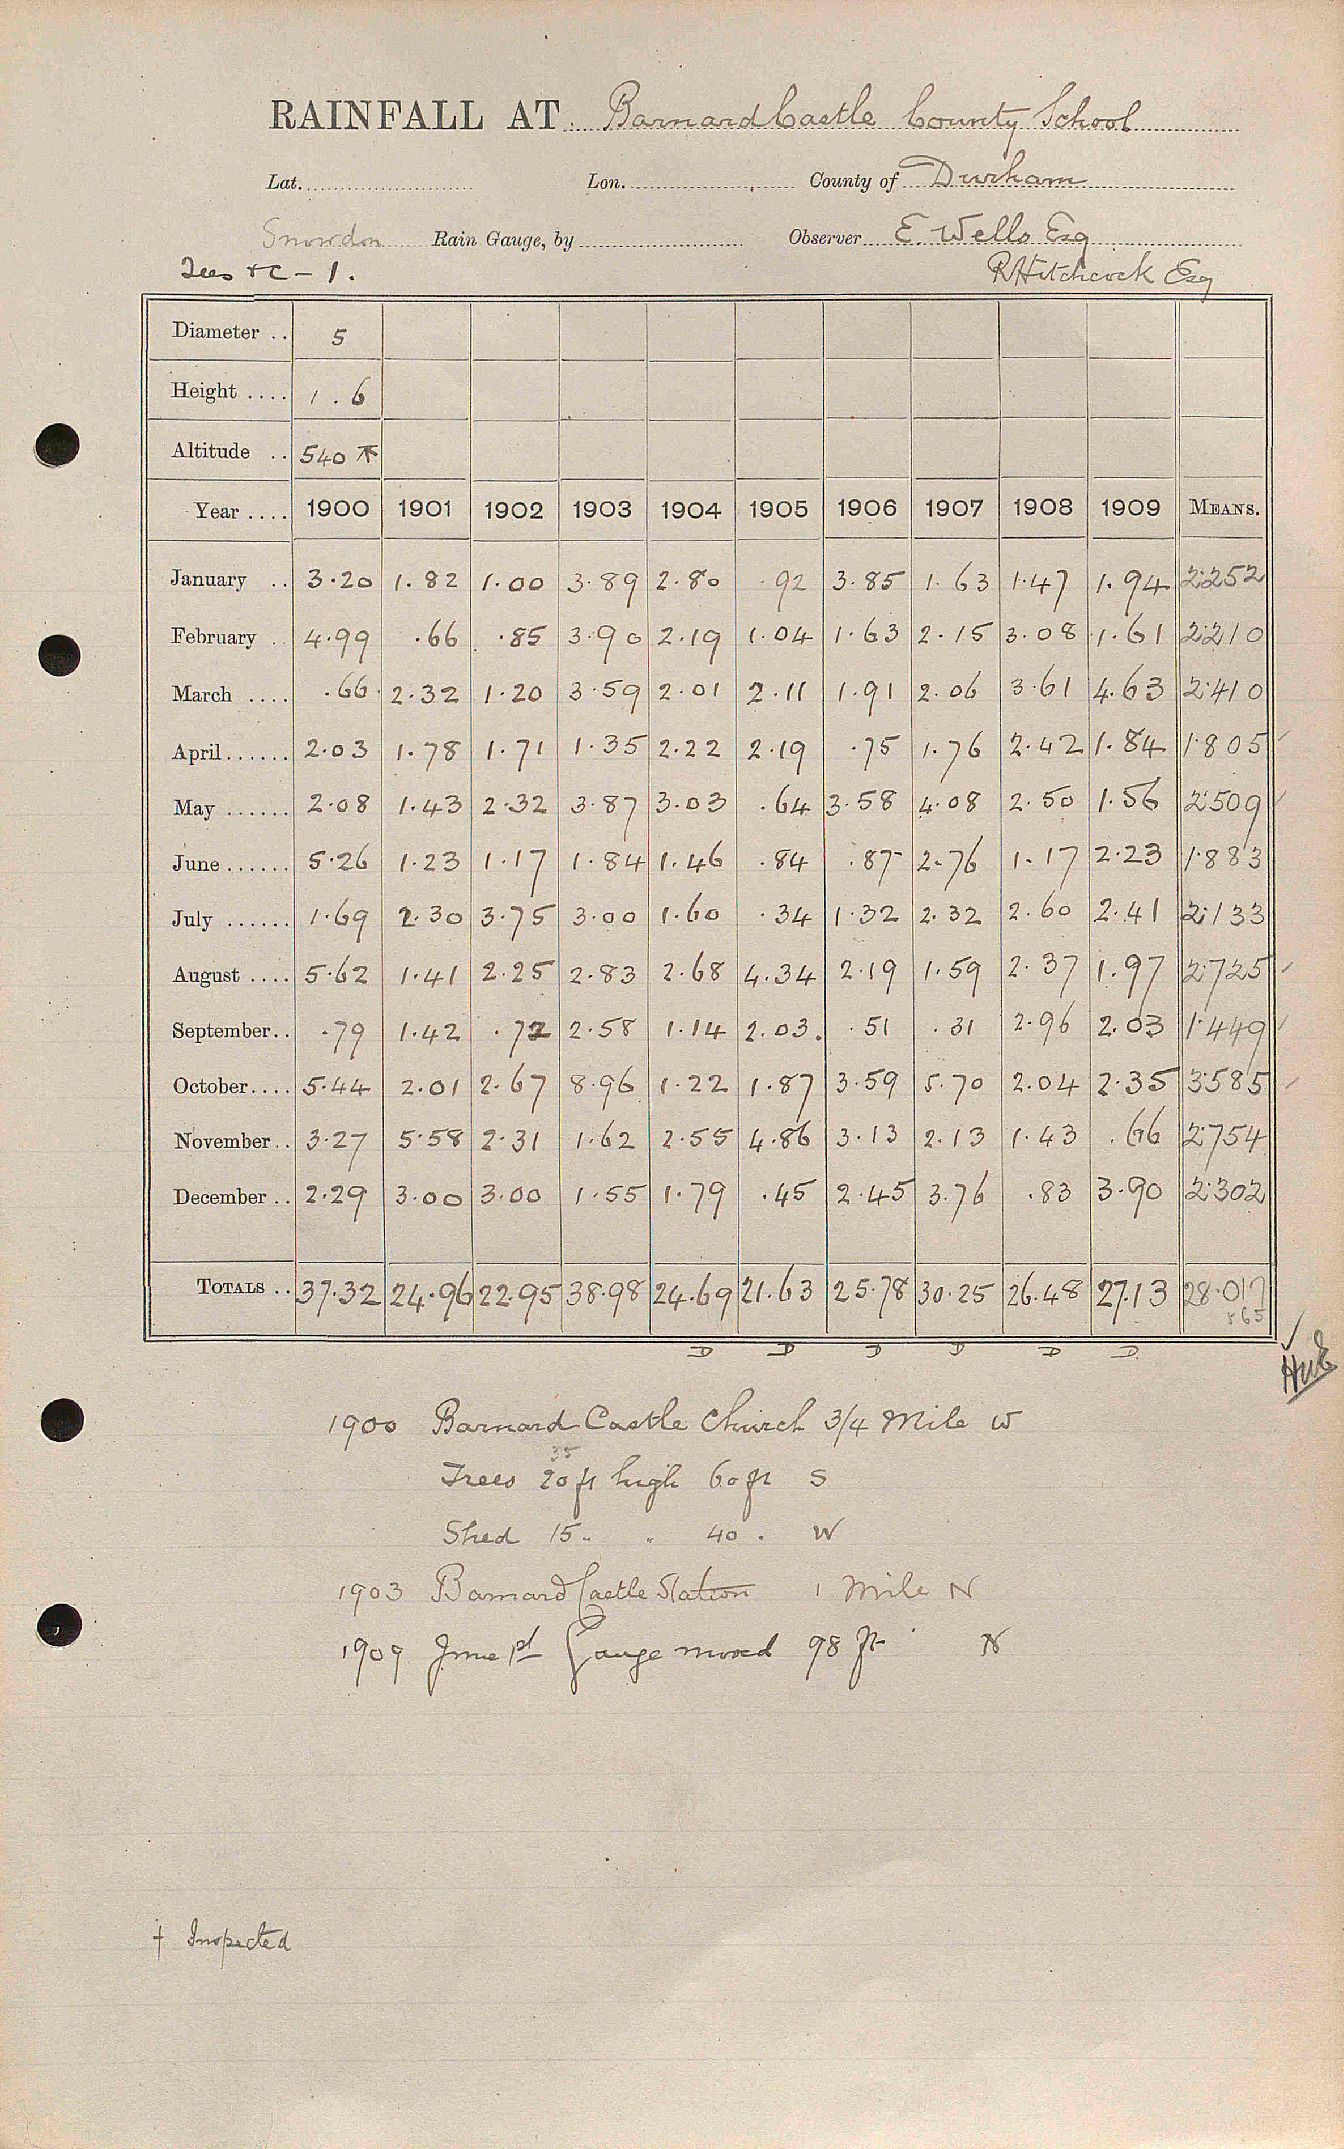 RAINFALL AT Barnard Castle County School
Lat. Lon. County of Durham
Snowdon Rain Gauge, by Observer E. Wells Esq
Tees &c - 1. R Hitchcock Esq
Diameter .. 5
Height .... 1 . 6
Altitude .. 540
Year .... 1900 1901 1902 1903 1904 1905 1906 1907 1908 1909 MEANS.
January .. 3.20 1.82 1.00 3.89 2.80 .92 3.85 1.63 1.47 1.94 2.252
February .. 4.99 .66 .85 3.90 2.19 1.04 1.63 2.15 3.08 1.61 2.210
March .... .66 2.32 1.20 3.59 2.01 2.11 1.91 2.06 3.61 4.63 2.410
April ...... 2.03 1.78 1.71 1.35 2.22 2.19 .75 1.76 2.42 1.84 1.805
May ...... 2.08 1.43 2.32 3.87 3.03 .64 3.58 4.08 2.50 1.56 2.509
June ...... 5.26 1.23 1.17 1.84 1.46 .84 .87 2.76 1.17 2.23 1.883
July ...... 1.69 2.30 3.75 3.00 1.60 .34 1.32 2.32 2.60 2.41 2.133
August .... 5.62 1.41 2.25 2.83 2.68 4.34 2.19 1.59 2.37 1.97 2.725
September .. .79 1.42 .72 2.58 1.14 2.03 .51 .31 2.96 2.03 1.449
October .... 5.44 2.01 2.67 8.96 1.22 1.87 3.59 5.70 2.04 2.35 3.585
November .. 3.27 5.58 2.31 1.62 2.55 4.86 3.13 2.13 1.43 .66 2.754
December .. 2.29 3.00 3.00 1.55 1.79 .45 2.45 3.76 .83 3.90 2.302
TOTALS .. 37.32 24.96 22.95 38.98 24.69 21.63 25.78 30.25 26.48 27.13 28.017
D D D D D D
1900 Barnard Castle Church 3/4 Mile W
35
Trees 20 ft high 60 ft S
Shed 15 " " 40 . W
1903 Barnard Castle Station 1 Mile N
1909 June 1st Gauge moved 98 ft N
† Inspected